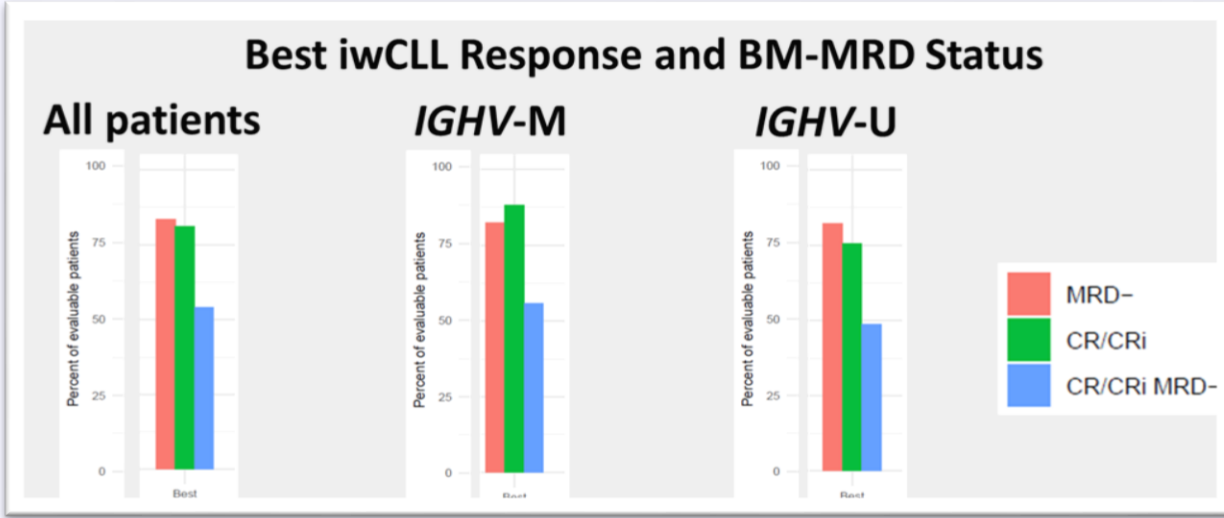 Best iwCLL Response and BM-MRD Status
All patients
IGHV-M
IGHV-U
100
75
50
25
0
Percent of evaluable patients
Best
100
75
50
25
0
Percent of evaluable patients
Best
100
75
50
25
0
Percent of evaluable patients
Best
MRD−
CR/CRi
CR/CRi MRD−